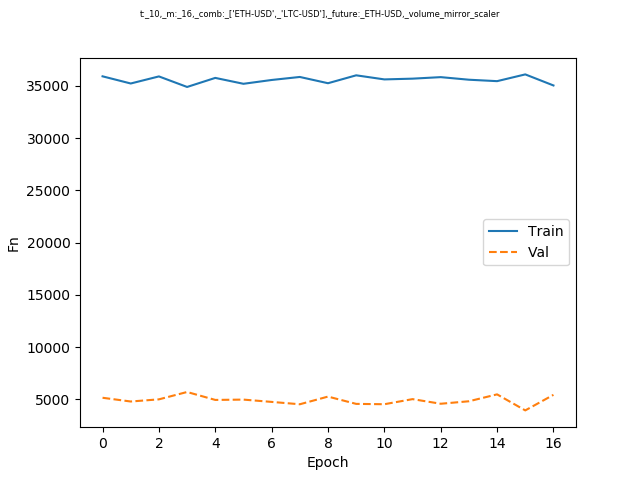 t:_10,_m:_16,_comb:_['ETH-USD',_'LTC-USD'],_future:_ETH-USD,_volume_mirror_scaler
35000
30000
25000
20000
15000
10000
5000
Fn
Train
Val
0 2 4 6 8 10 12 14 16
Epoch